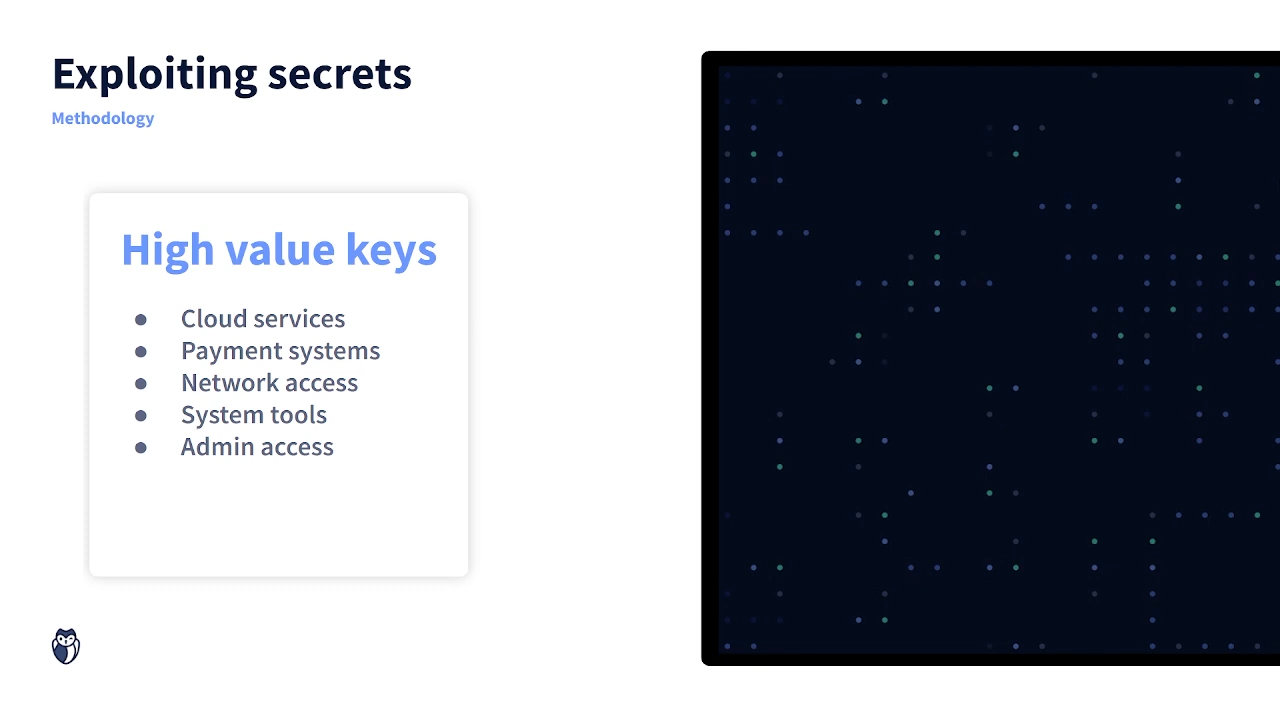 Exploiting secrets
Methodology
High value keys
● Cloud services
● Payment systems
● Network access
● System tools
● Admin access